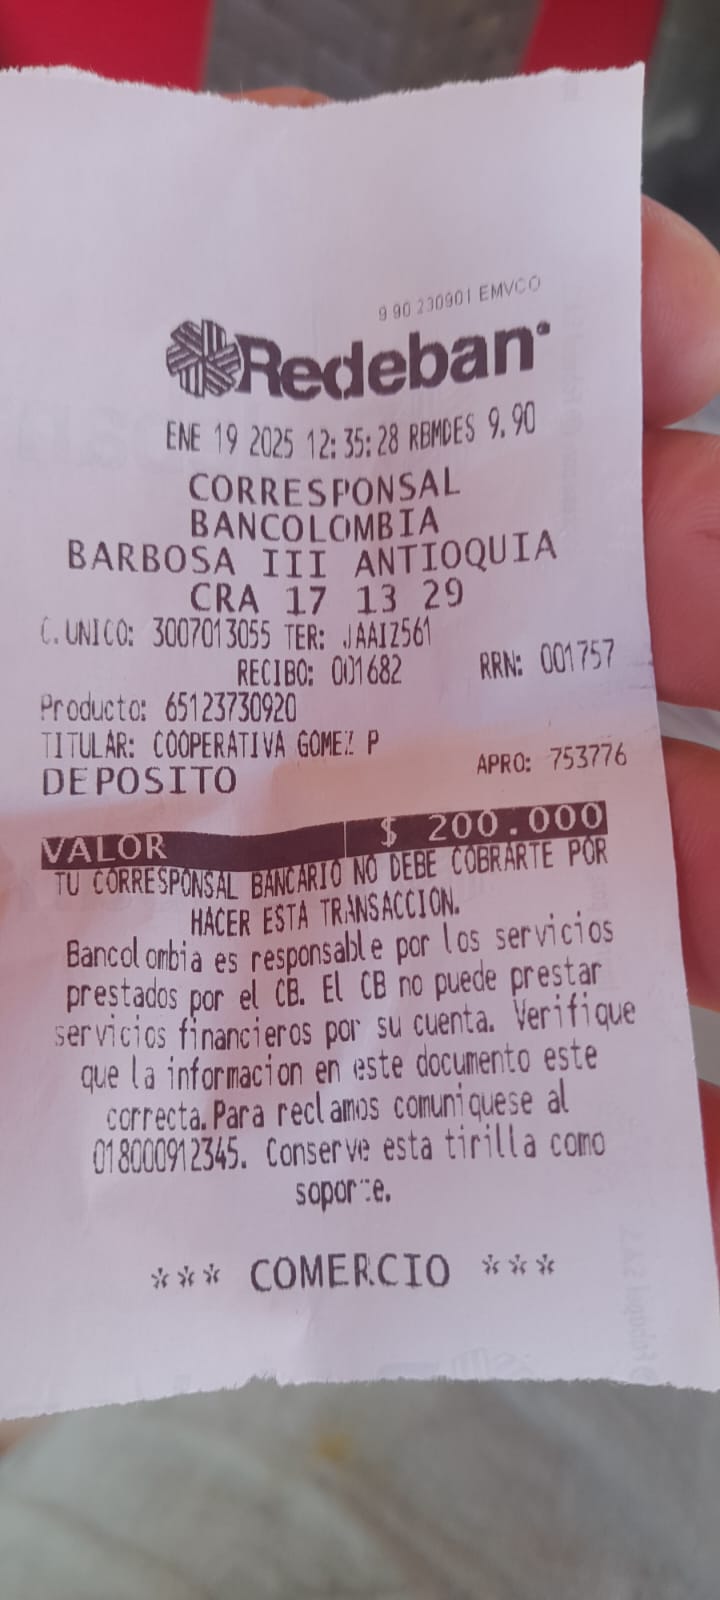 9 90 230901 EMVCO
Redeban
ENE 19 2025 12:35:28 RBMDES 9.90
CORRESPONSAL
BANCOLOMBIA
BARBOSA III ANTIOQUIA
CRA 17 13 29
C.UNICO: 3007013055 TER: JAAIZ561
RECIBO: 001682 RRN: 001757
Producto: 65123730920
TITULAR: COOPERATIVA GOMEZ P
DEPOSITO APRO: 753776
VALOR $ 200.000
TU CORRESPONSAL BANCARIO NO DEBE COBRARTE POR
HACER ESTA TRANSACCION.
Bancolombia es responsable por los servicios
prestados por el CB. El CB no puede prestar
servicios financieros por su cuenta. Verifique
que la informacion en este documento este
correcta.Para reclamos comuniquese al
018000912345. Conserve esta tirilla como
soporte.
*** COMERCIO ***